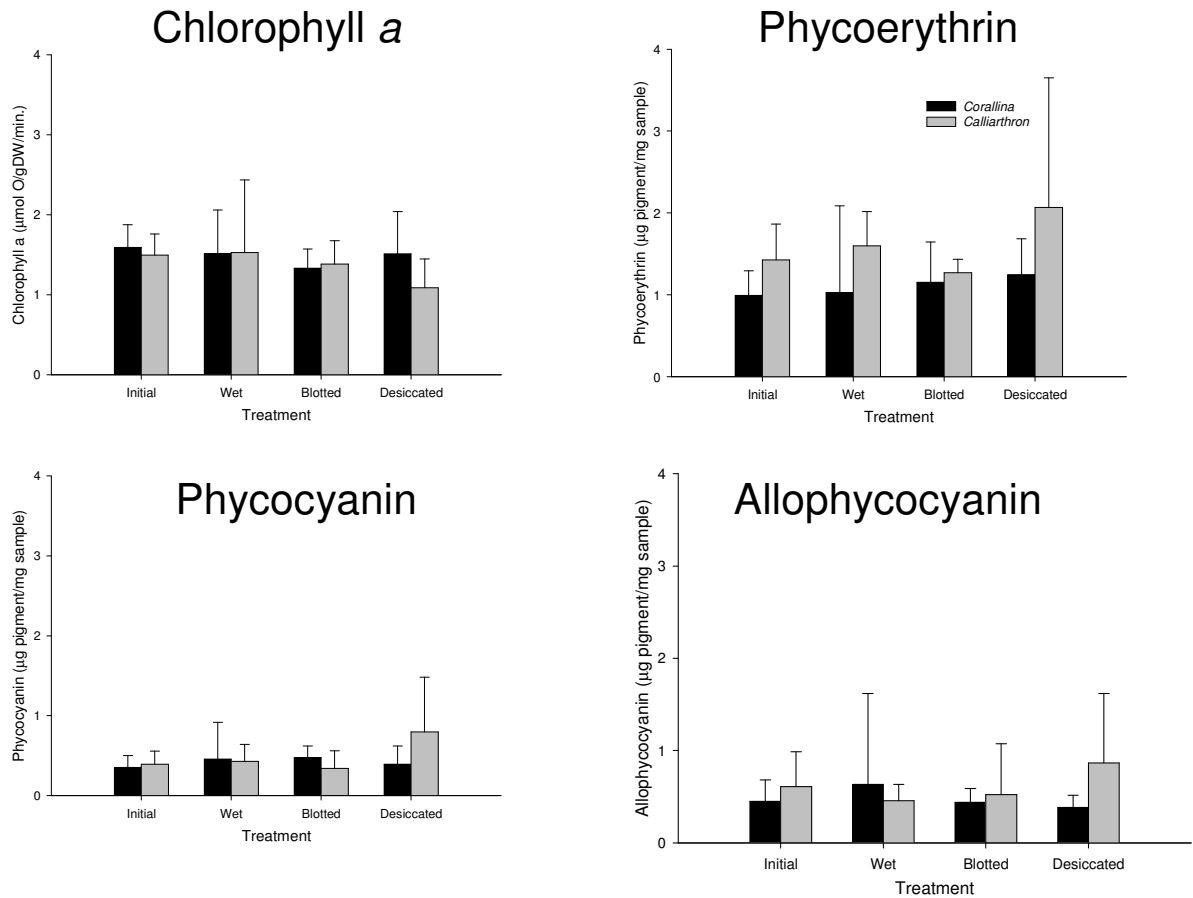 Chlorophyll a
4
3
2
1
0
Chlorophyll a (µmol O/gDW/min.)
Initial Wet Blotted Desiccated
Treatment
Phycoerythrin
4
3
2
1
0
Phycoerythrin (µg pigment/mg sample)
Corallina
Calliarthron
Initial Wet Blotted Desiccated
Treatment
Phycocyanin
4
3
2
1
0
Phycocyanin (µg pigment/mg sample)
Initial Wet Blotted Desiccated
Treatment
Allophycocyanin
4
3
2
1
0
Allophycocyanin (µg pigment/mg sample)
Initial Wet Blotted Desiccated
Treatment